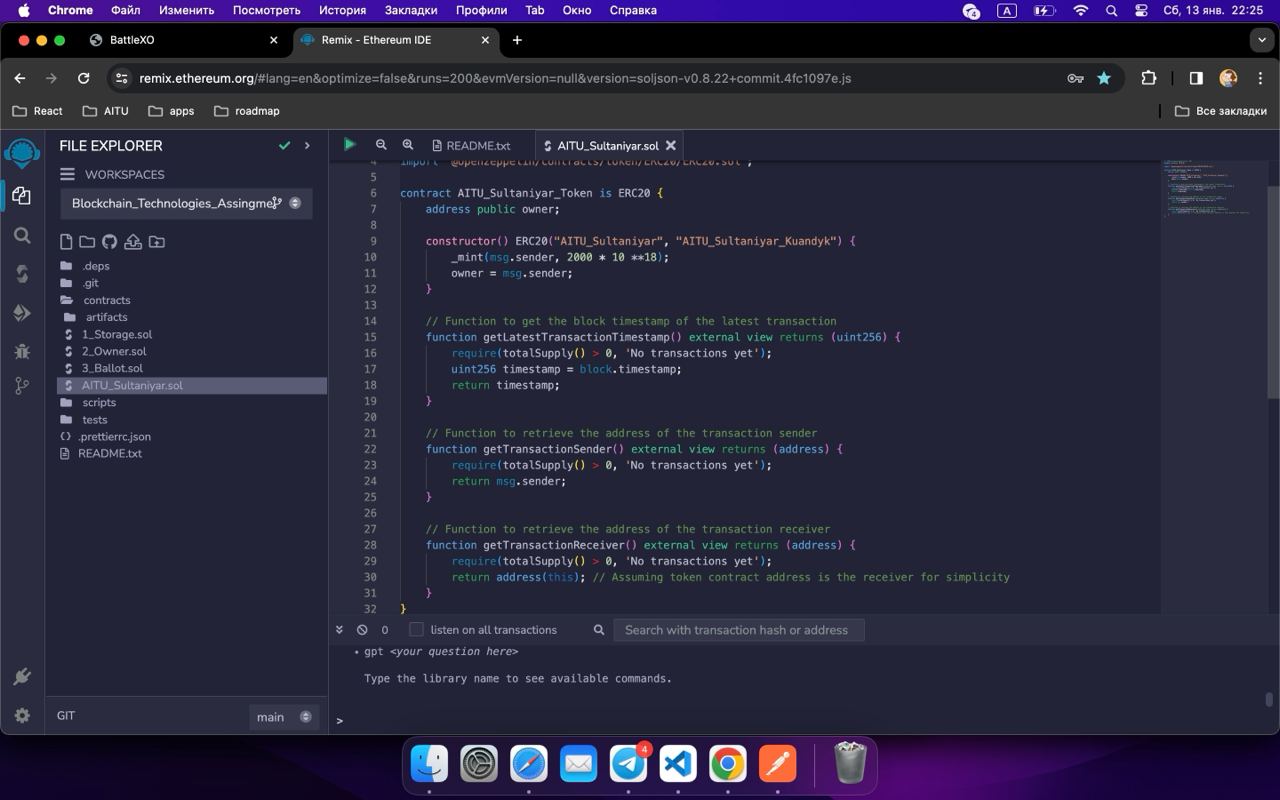 Chrome Файл Изменить Посмотреть История Закладки Профили Tab Окно Справка 4 A Сб, 13 янв. 22:25
BattleXO Remix - Ethereum IDE
remix.ethereum.org/#lang=en&optimize=false&runs=200&evmVersion=null&version=soljson-v0.8.22+commit.4fc1097e.js
React AITU apps roadmap Все закладки
FILE EXPLORER
WORKSPACES
Blockchain_Technologies_Assingme
.deps
.git
contracts
artifacts
1_Storage.sol
2_Owner.sol
3_Ballot.sol
AITU_Sultaniyar.sol
scripts
tests
.prettierrc.json
README.txt
GIT main
README.txt AITU_Sultaniyar.sol
4 import "@openzeppelin/contracts/token/ERC20/ERC20.sol";
5
6 contract AITU_Sultaniyar_Token is ERC20 {
7 address public owner;
8
9 constructor() ERC20("AITU_Sultaniyar", "AITU_Sultaniyar_Kuandyk") {
10 _mint(msg.sender, 2000 * 10 **18);
11 owner = msg.sender;
12 }
13
14 // Function to get the block timestamp of the latest transaction
15 function getLatestTransactionTimestamp() external view returns (uint256) {
16 require(totalSupply() > 0, 'No transactions yet');
17 uint256 timestamp = block.timestamp;
18 return timestamp;
19 }
20
21 // Function to retrieve the address of the transaction sender
22 function getTransactionSender() external view returns (address) {
23 require(totalSupply() > 0, 'No transactions yet');
24 return msg.sender;
25 }
26
27 // Function to retrieve the address of the transaction receiver
28 function getTransactionReceiver() external view returns (address) {
29 require(totalSupply() > 0, 'No transactions yet');
30 return address(this); // Assuming token contract address is the receiver for simplicity
31 }
32 }
0 listen on all transactions Search with transaction hash or address
• gpt <your question here>
Type the library name to see available commands.
>
4